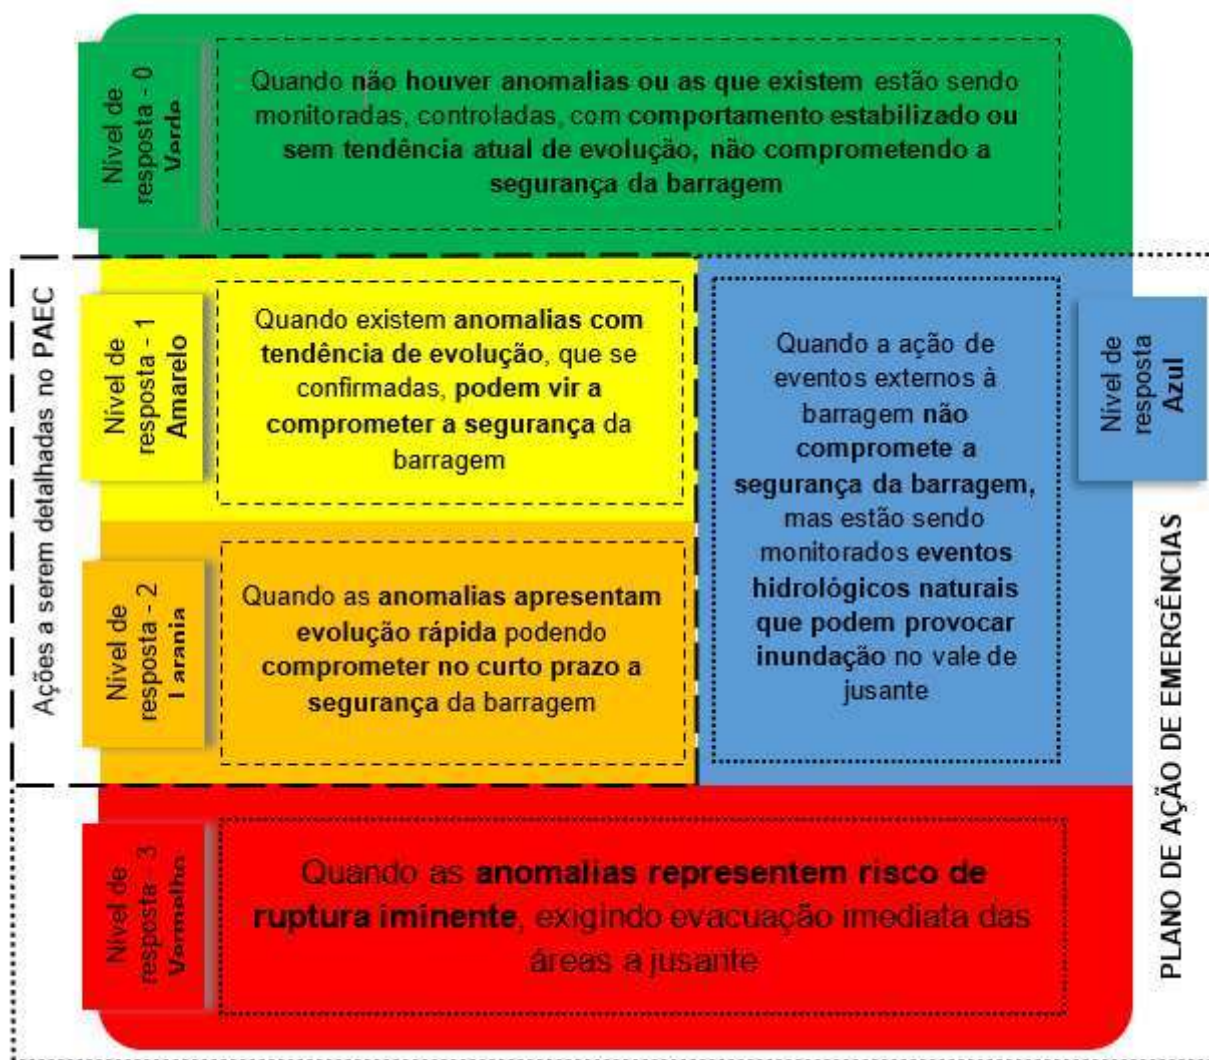 Nível de
resposta - 0
Verde
Quando não houver anomalias ou as que existem estão sendo
monitoradas, controladas, com comportamento estabilizado ou
sem tendência atual de evolução, não comprometendo a
segurança da barragem
Ações a serem detalhadas no PAEC
Nível de
resposta - 1
Amarelo
Quando existem anomalias com
tendência de evolução, que se
confirmadas, podem vir a
comprometer a segurança da
barragem
Nível de
resposta - 2
Laranja
Quando as anomalias apresentam
evolução rápida podendo
comprometer no curto prazo a
segurança da barragem
Quando a ação de
eventos externos à
barragem não
compromete a
segurança da barragem,
mas estão sendo
monitorados eventos
hidrológicos naturais
que podem provocar
inundação no vale de
jusante
Nível de
resposta
Azul
PLANO DE AÇÃO DE EMERGÊNCIAS
Nível de
resposta - 3
Vermelho
Quando as anomalias representem risco de
ruptura iminente, exigindo evacuação imediata das
áreas a jusante